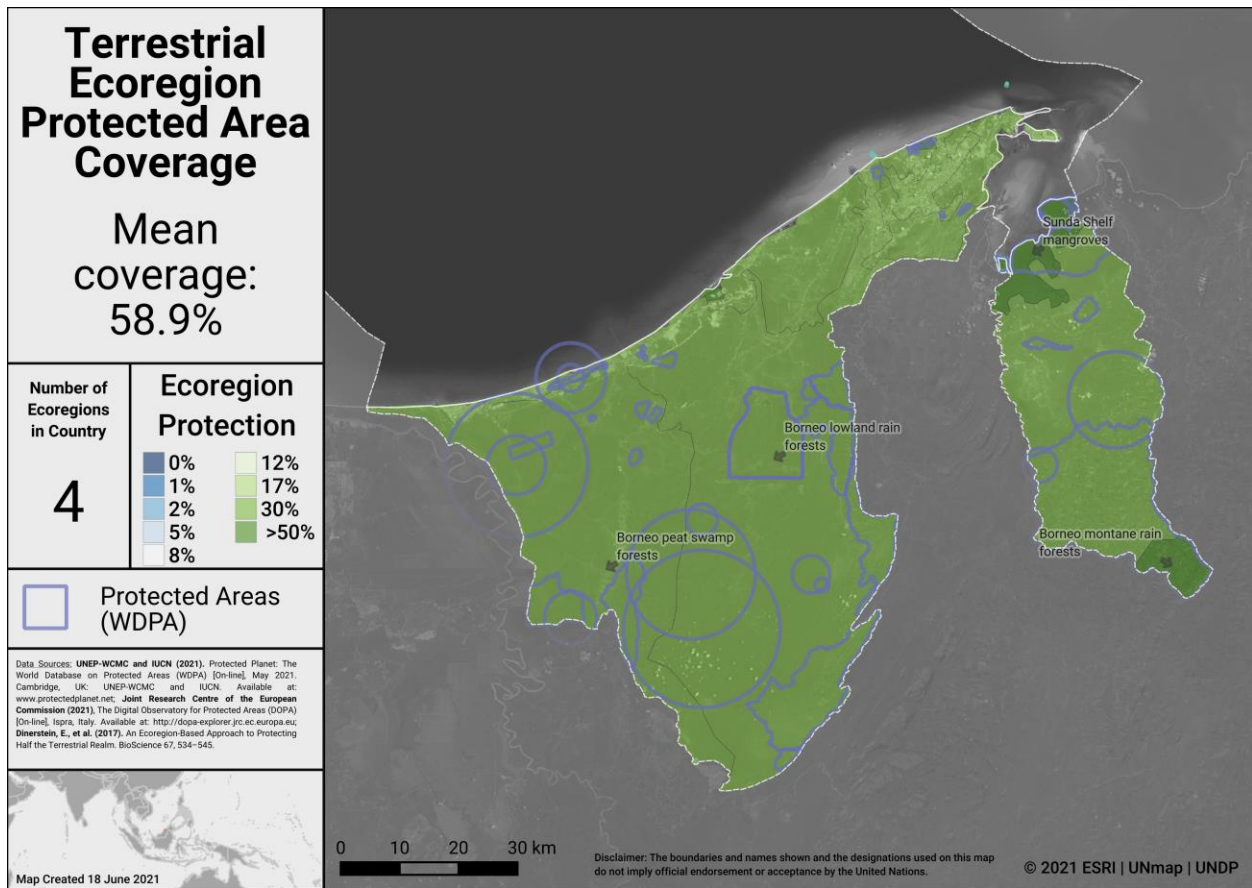 Terrestrial
Ecoregion
Protected Area
Coverage
Mean
coverage:
58.9%
Number of
Ecoregions
in Country
4
Ecoregion
Protection
0%
1%
2%
5%
8%
12%
17%
30%
>50%
Protected Areas
(WDPA)
Data Sources: UNEP-WCMC and IUCN (2021). Protected Planet: The
World Database on Protected Areas (WDPA) [On-line], May 2021.
Cambridge, UK: UNEP-WCMC and IUCN. Available at:
www.protectedplanet.net; Joint Research Centre of the European
Commission (2021), The Digital Observatory for Protected Areas (DOPA)
[On-line], Ispra, Italy. Available at: http://dopa-explorer.jrc.ec.europa.eu;
Dinerstein, E., et al. (2017). An Ecoregion-Based Approach to Protecting
Half the Terrestrial Realm. BioScience 67, 534–545.
Map Created 18 June 2021
Sunda Shelf
mangroves
Borneo lowland rain
forests
Borneo peat swamp
forests
Borneo montane rain
forests
0 10 20 30 km
Disclaimer: The boundaries and names shown and the designations used on this map
do not imply official endorsement or acceptance by the United Nations.
© 2021 ESRI | UNmap | UNDP